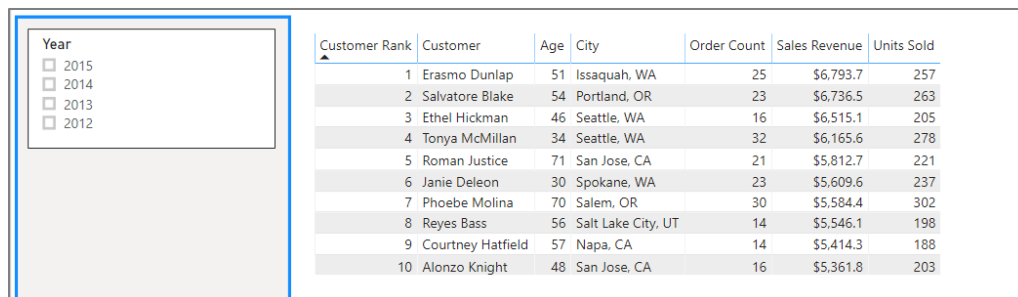 Year
2015
2014
2013
2012
Customer Rank Customer Age City Order Count Sales Revenue Units Sold
1 Erasmo Dunlap 51 Issaquah, WA 25 $6,793.7 257
2 Salvatore Blake 54 Portland, OR 23 $6,736.5 263
3 Ethel Hickman 46 Seattle, WA 16 $6,515.1 205
4 Tonya McMillan 34 Seattle, WA 32 $6,165.6 278
5 Roman Justice 71 San Jose, CA 21 $5,812.7 221
6 Janie Deleon 30 Spokane, WA 23 $5,609.6 237
7 Phoebe Molina 70 Salem, OR 30 $5,584.4 302
8 Reyes Bass 56 Salt Lake City, UT 14 $5,546.1 198
9 Courtney Hatfield 57 Napa, CA 14 $5,414.3 188
10 Alonzo Knight 48 San Jose, CA 16 $5,361.8 203